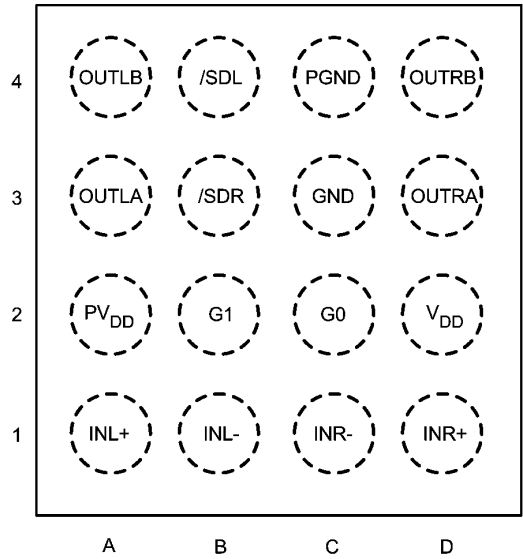 4 OUTLB /SDL PGND OUTRB
3 OUTLA /SDR GND OUTRA
2 PVDD G1 G0 VDD
1 INL+ INL- INR- INR+
A B C D